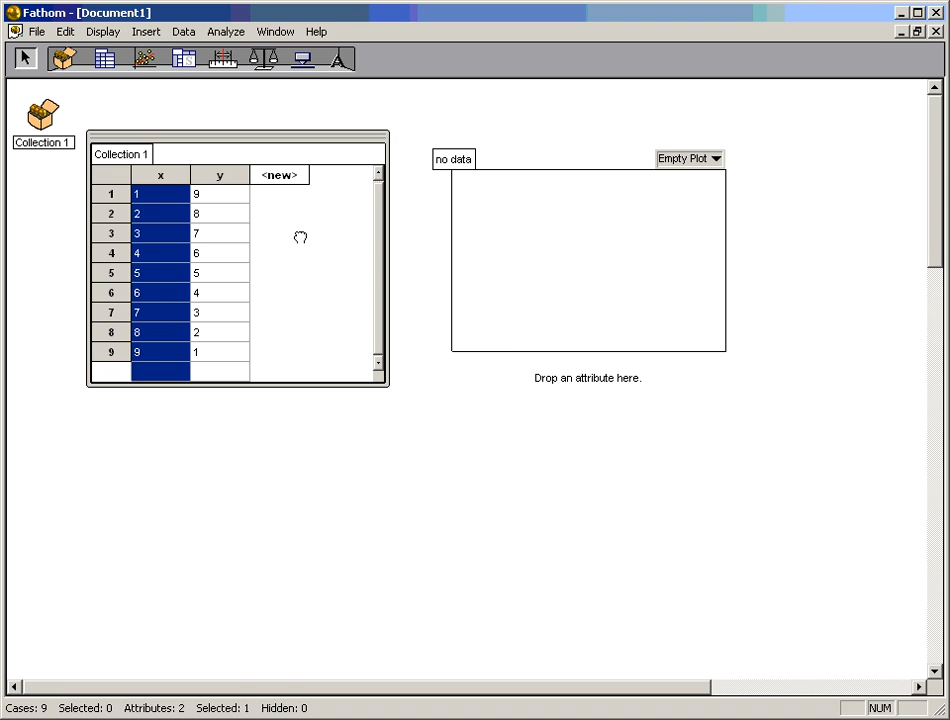 Fathom - [Document1]
File Edit Display Insert Data Analyze Window Help
S A
Collection 1
Collection 1
x y <new>
1 1 9
2 2 8
3 3 7
4 4 6
5 5 5
6 6 4
7 7 3
8 8 2
9 9 1
no data
Empty Plot
Drop an attribute here.
Cases: 9 Selected: 0 Attributes: 2 Selected: 1 Hidden: 0 NUM